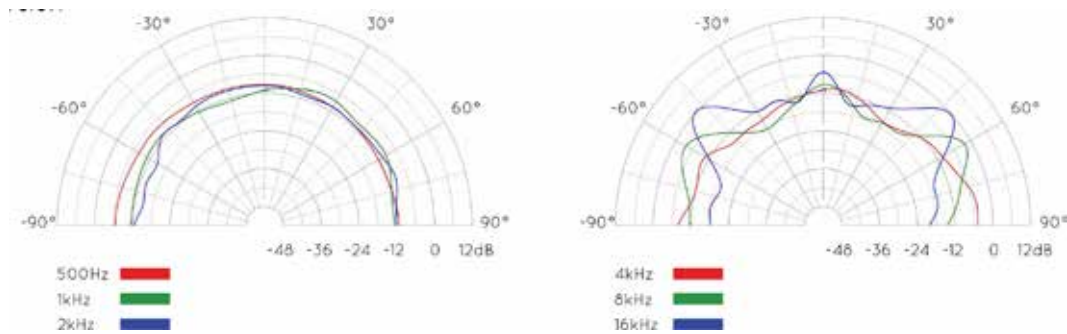 -30° 30° -30° 30°
-60° 60° -60° 60°
-90° 90° -90° 90°
-48 -36 -24 -12 0 12dB -48 -36 -24 -12 0 12dB
500Hz 4kHz
1kHz 8kHz
2kHz 16kHz